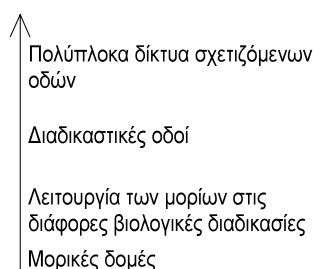 Πολύπλοκα δίκτυα σχετιζόμενων
οδών
Διαδικαστικές οδοί
Λειτουργία των μορίων στις
διάφορες βιολογικές διαδικασίες
Μορικές δομές